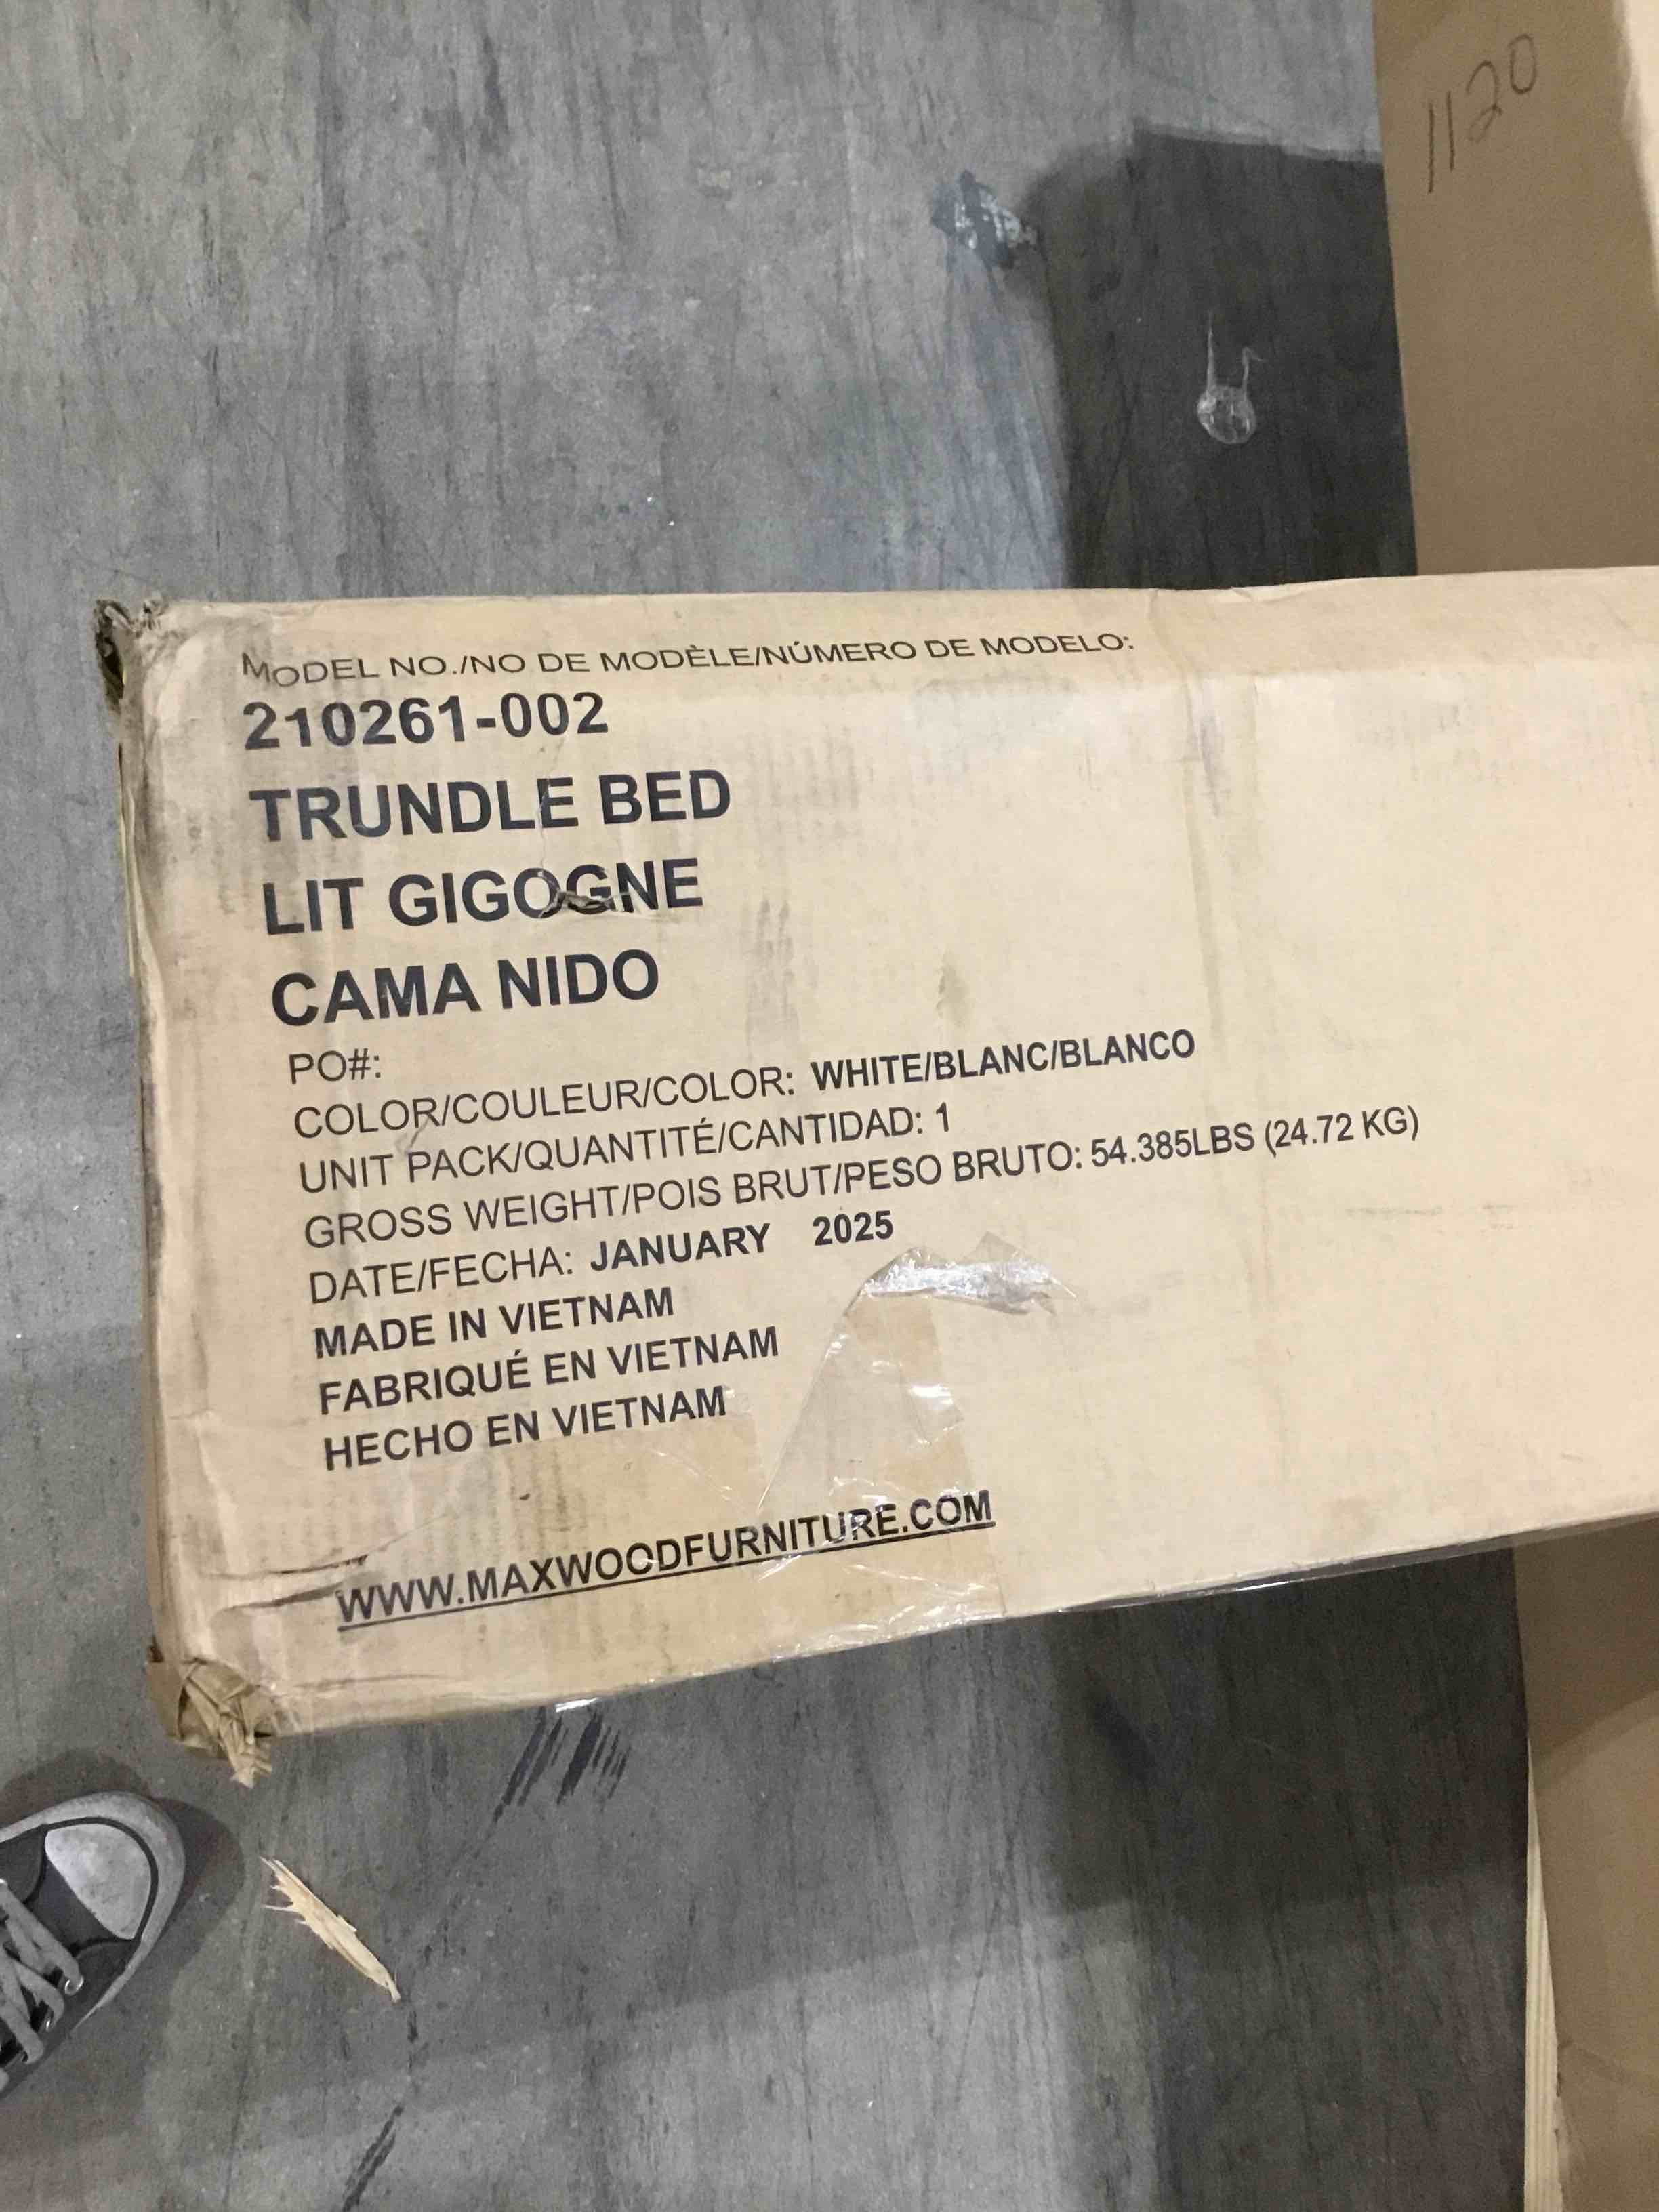 1120
MODEL NO./NO DE MODÈLE/NÚMERO DE MODELO:
210261-002
TRUNDLE BED
LIT GIGOGNE
CAMA NIDO
PO#:
COLOR/COULEUR/COLOR: WHITE/BLANC/BLANCO
UNIT PACK/QUANTITÉ/CANTIDAD: 1
GROSS WEIGHT/POIS BRUT/PESO BRUTO: 54.385LBS (24.72 KG)
DATE/FECHA: JANUARY 2025
MADE IN VIETNAM
FABRIQUÉ EN VIETNAM
HECHO EN VIETNAM
WWW.MAXWOODFURNITURE.COM